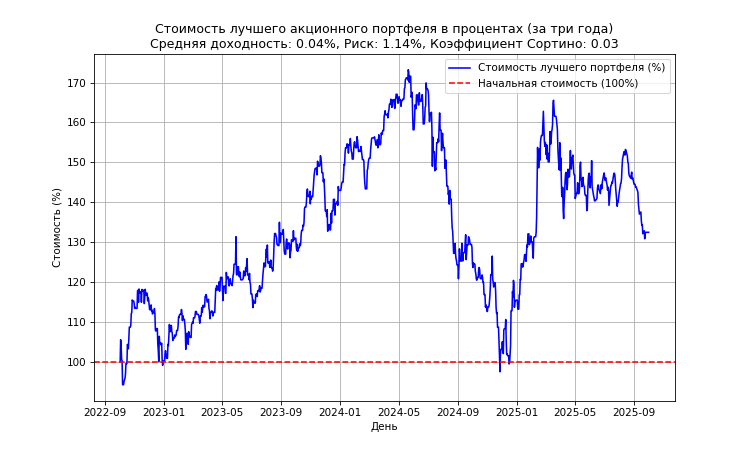 Стоимость лучшего акционного портфеля в процентах (за три года)
Средняя доходность: 0.04%, Риск: 1.14%, Коэффициент Сортино: 0.03
Стоимость лучшего портфеля (%)
Начальная стоимость (100%)
Стоимость (%)
170
160
150
140
130
120
110
100
2022-09 2023-01 2023-05 2023-09 2024-01 2024-05 2024-09 2025-01 2025-05 2025-09
День